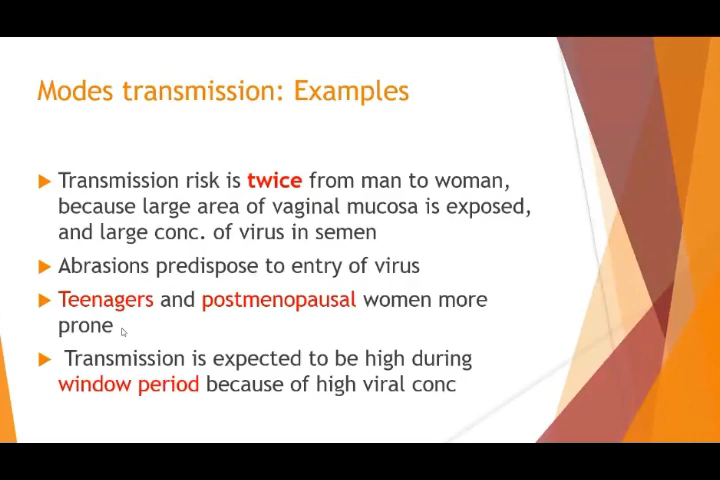 Modes transmission: Examples
Transmission risk is twice from man to woman,
because large area of vaginal mucosa is exposed,
and large conc. of virus in semen
Abrasions predispose to entry of virus
Teenagers and postmenopausal women more
prone
Transmission is expected to be high during
window period because of high viral conc